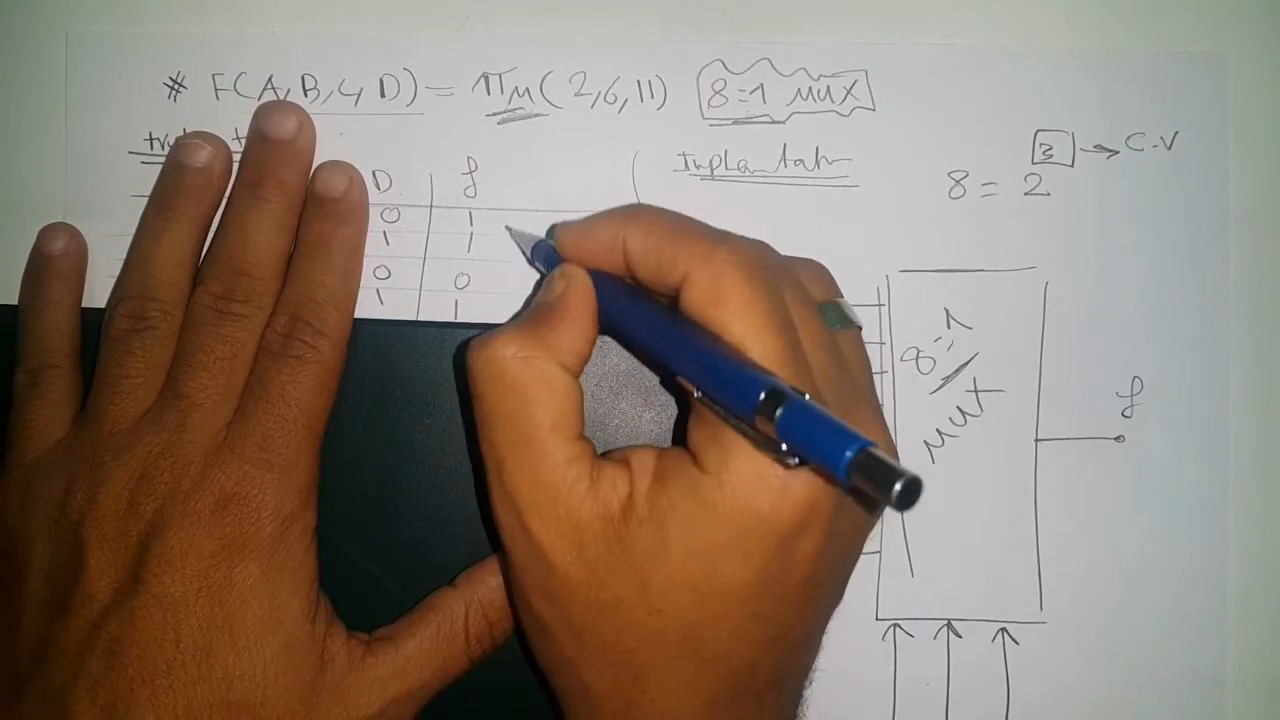 # F(A, B, C, D) = πM(2,6,11) 8:1 MUX
D f
0 1
1 1
0 0
1 1
3 → C.V
8 = 2
8:1
MUX
f